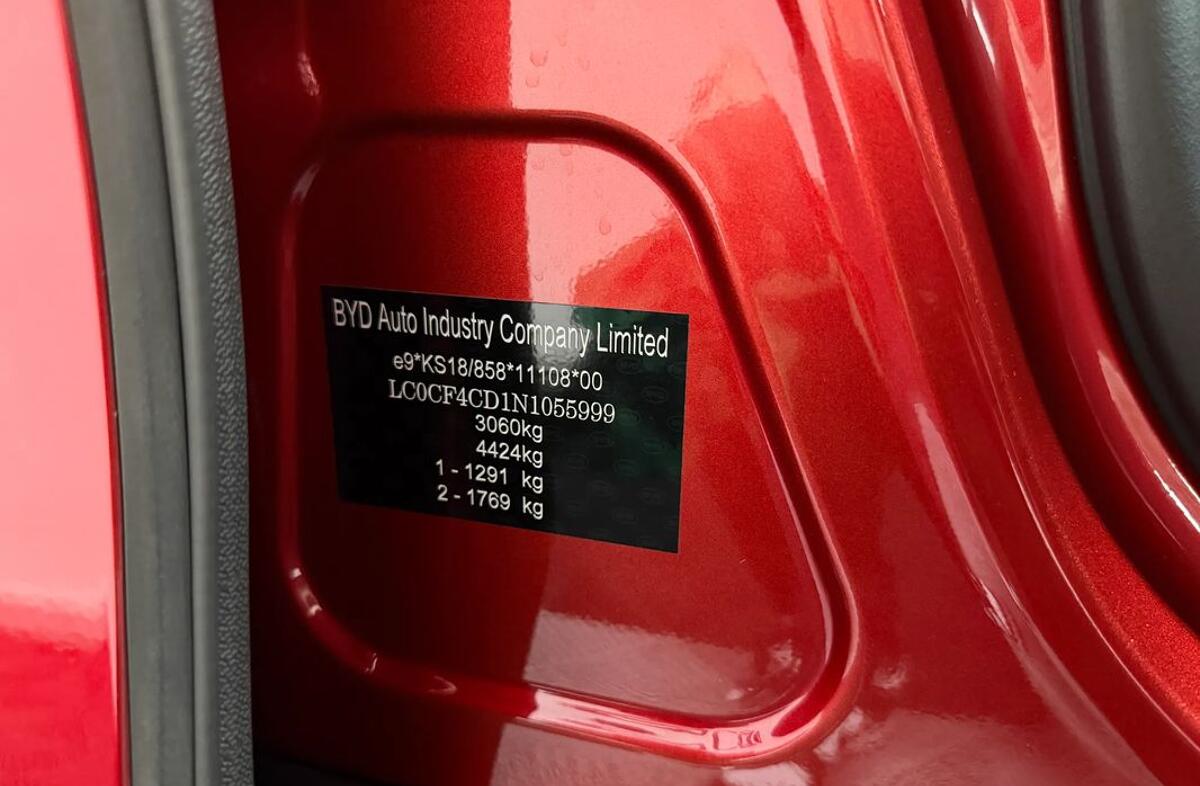 BYD Auto Industry Company Limited
e9*KS18/858*11108*00
LC0CF4CD1N1055999
3060kg
4424kg
1 - 1291 kg
2 - 1769 kg